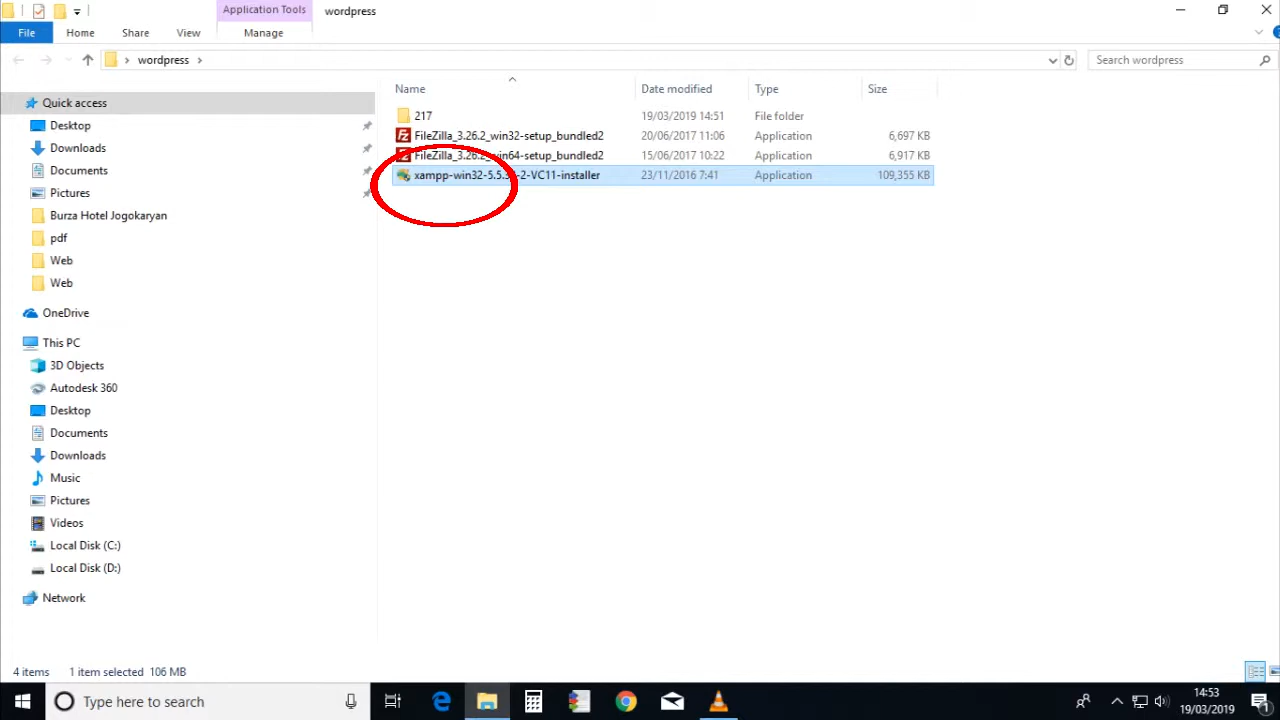 Application Tools wordpress
File Home Share View Manage
wordpress Search wordpress
Name Date modified Type Size
Quick access
Desktop
Downloads
Documents
Pictures
Burza Hotel Jogokaryan
pdf
Web
Web
OneDrive
This PC
3D Objects
Autodesk 360
Desktop
Documents
Downloads
Music
Pictures
Videos
Local Disk (C:)
Local Disk (D:)
Network
217 19/03/2019 14:51 File folder
FileZilla_3.26.2_win32-setup_bundled2 20/06/2017 11:06 Application 6,697 KB
FileZilla_3.26.2_win64-setup_bundled2 15/06/2017 10:22 Application 6,917 KB
23/11/2016 7:41 Application 109,355 KB
4 items 1 item selected 106 MB
Type here to search 14:53
19/03/2019 1